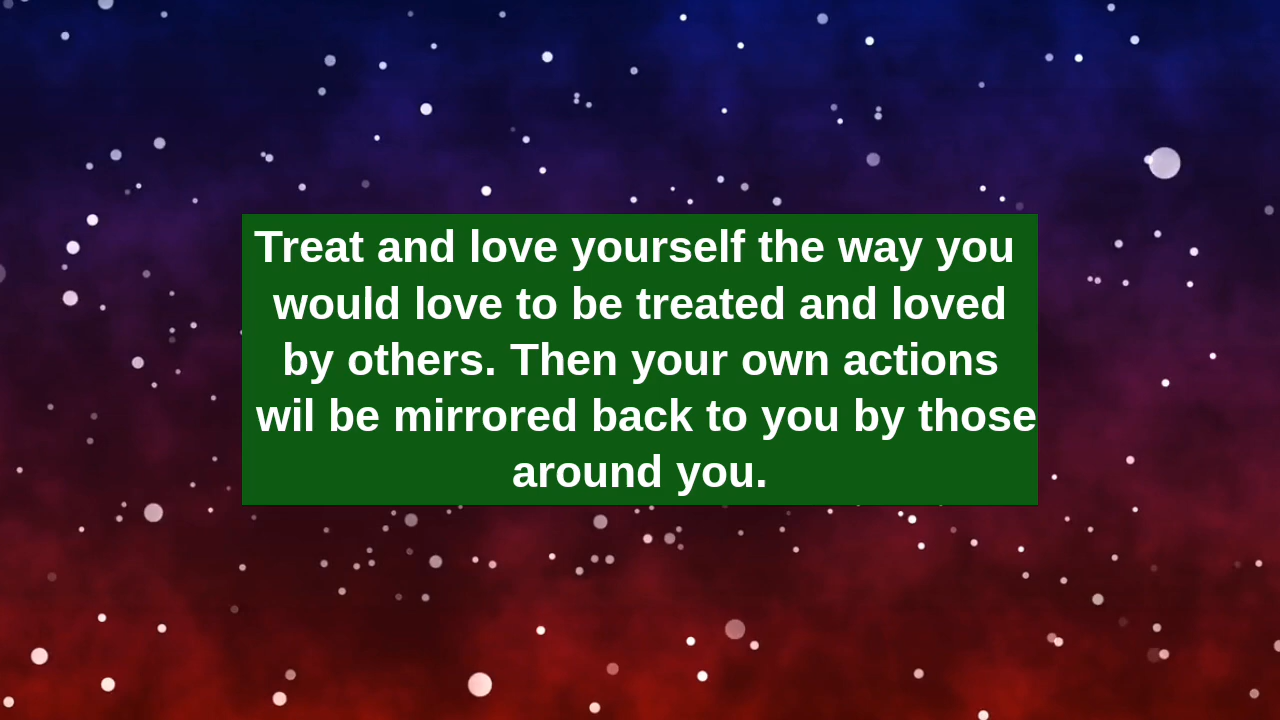 Treat and love yourself the way you
would love to be treated and loved
by others. Then your own actions
wil be mirrored back to you by those
around you.